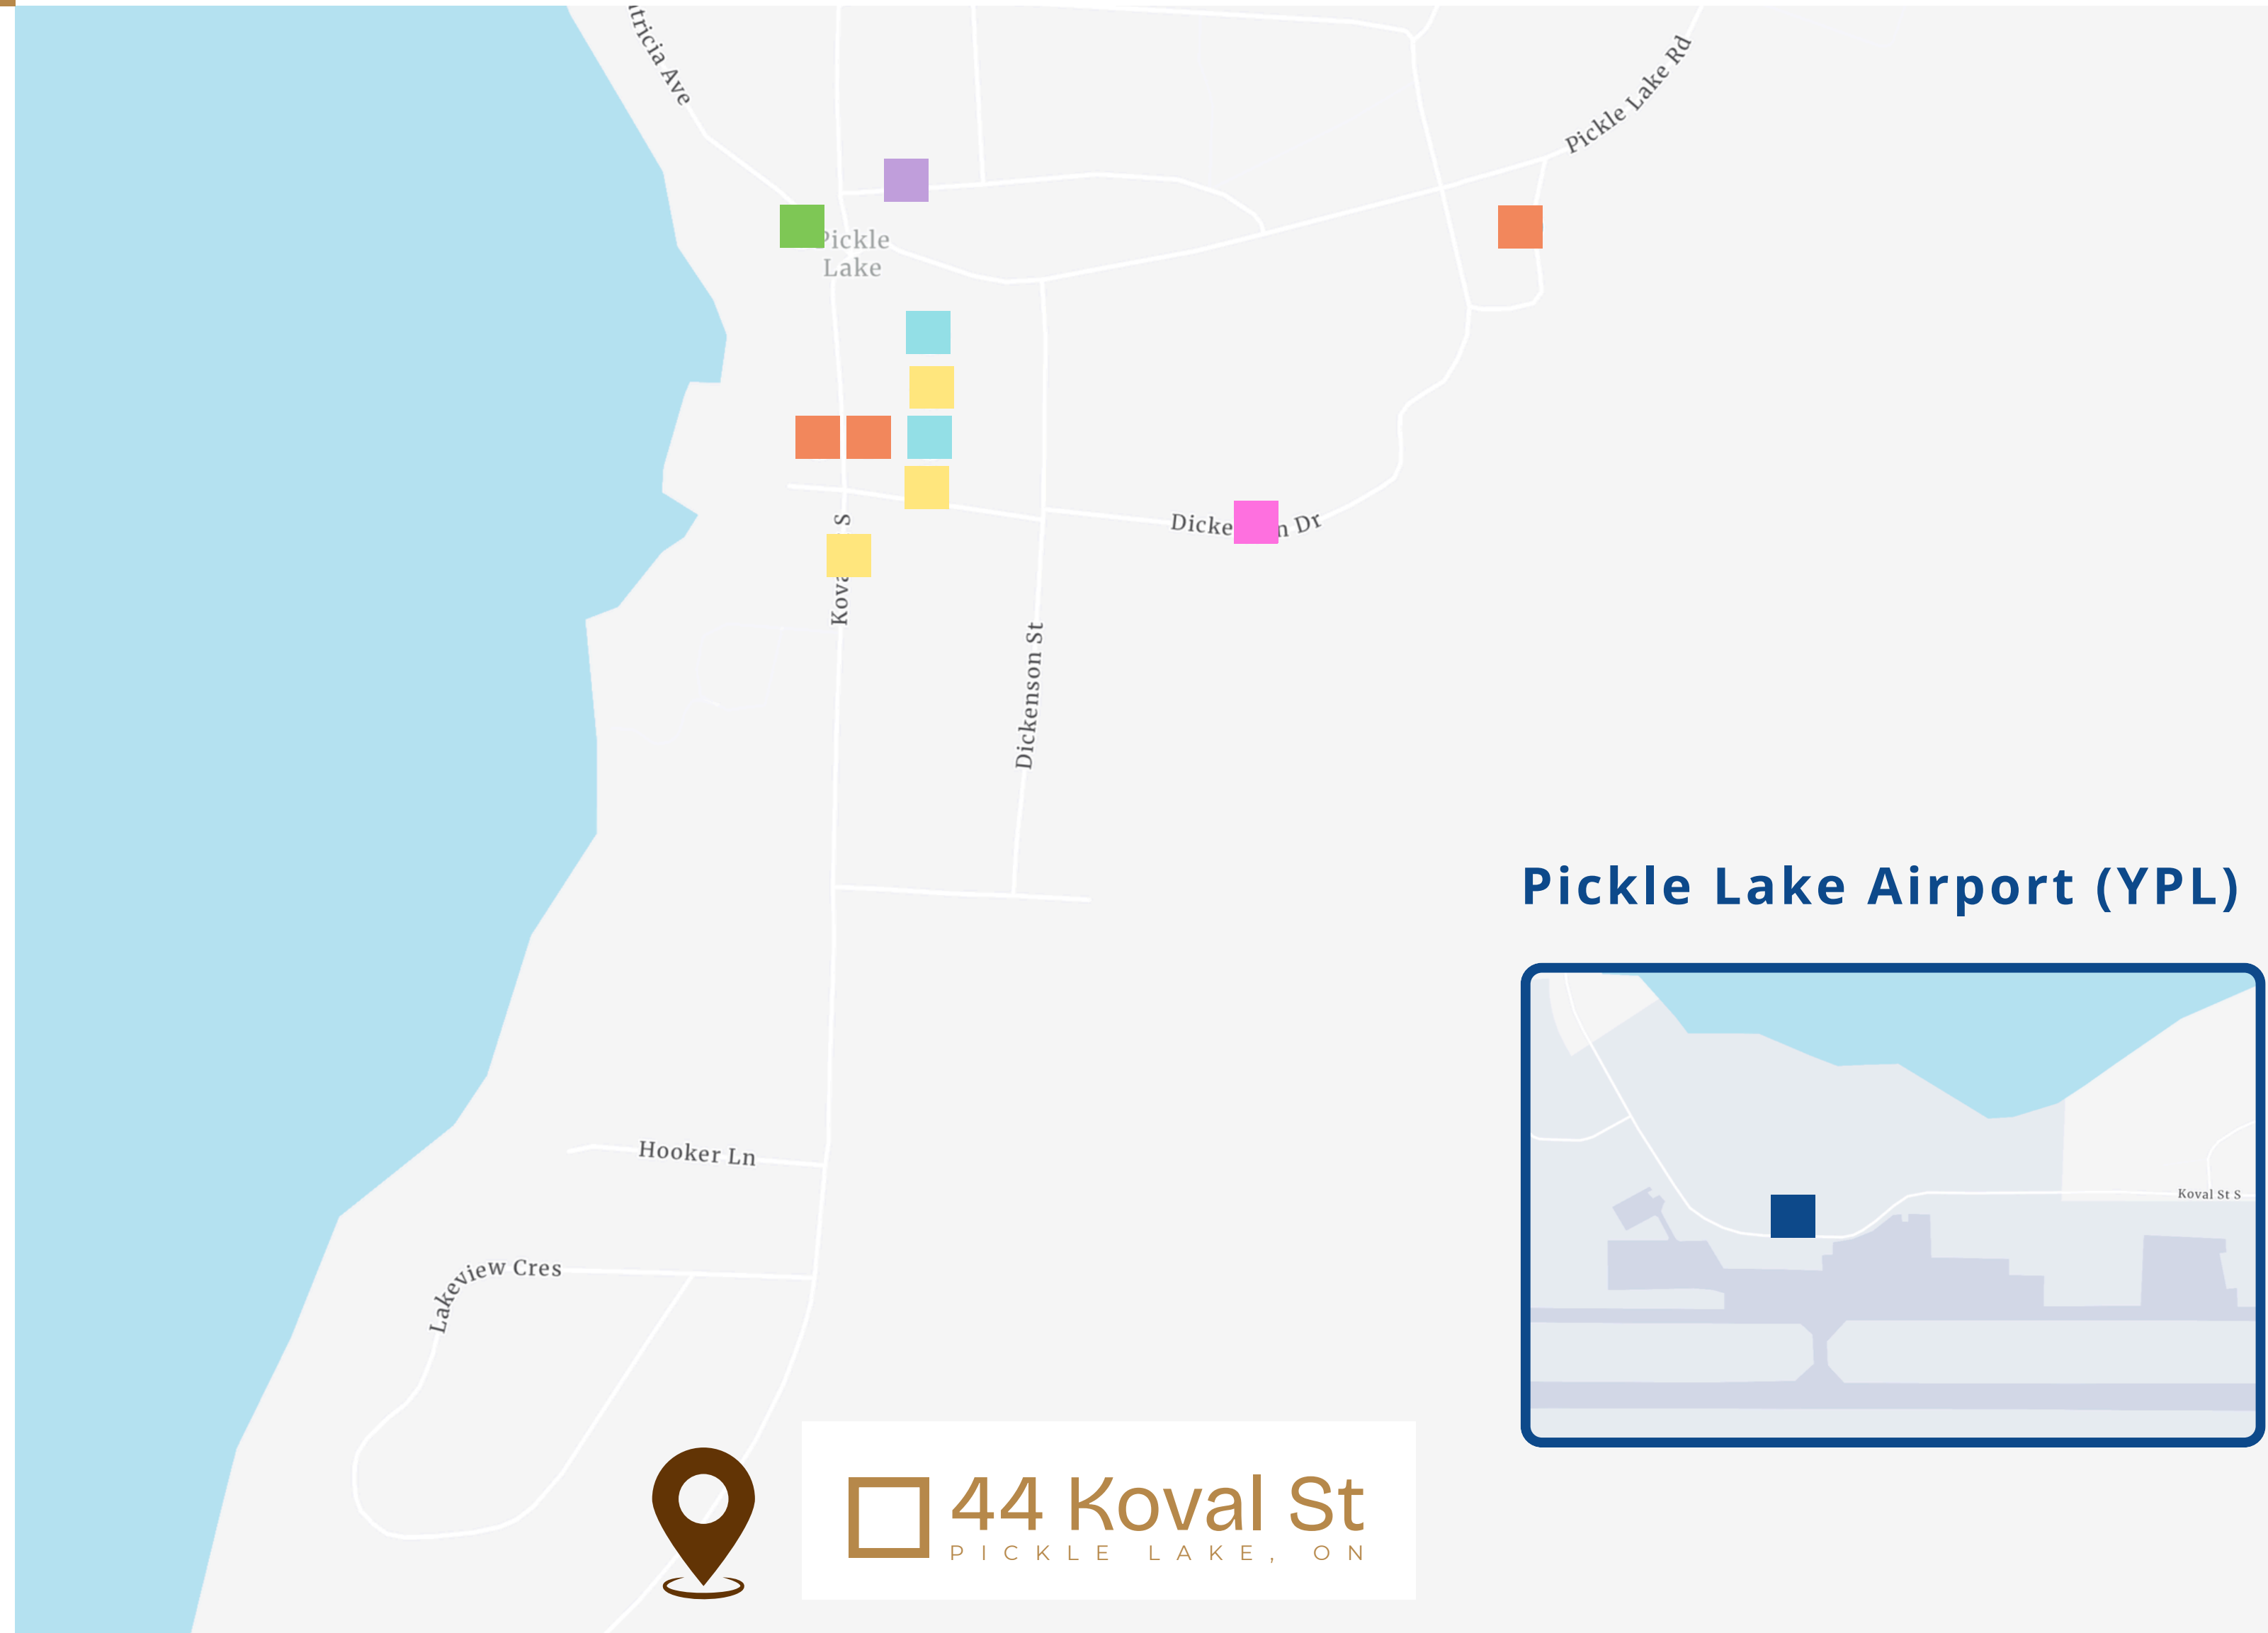 tricia Ave
Pickle Lake Rd
Pickle
Lake
Dicke n Dr
Kova S
Dickenson St
Pickle Lake Airport (YPL)
Koval St S
Hooker Ln
Lakeview Cres
44 Koval St
PICKLE LAKE, ON